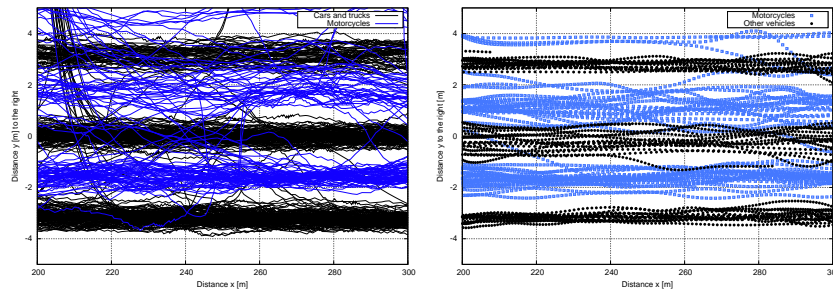 Cars and trucks
Motorcycles
Distance y [m] to the right
4
2
0
-2
-4
200
220
240
260
280
300
Distance x [m]
Motorcycles
Other vehicles
Distance y to the right [m]
4
2
0
-2
-4
200
220
240
260
280
300
Distance x [m]